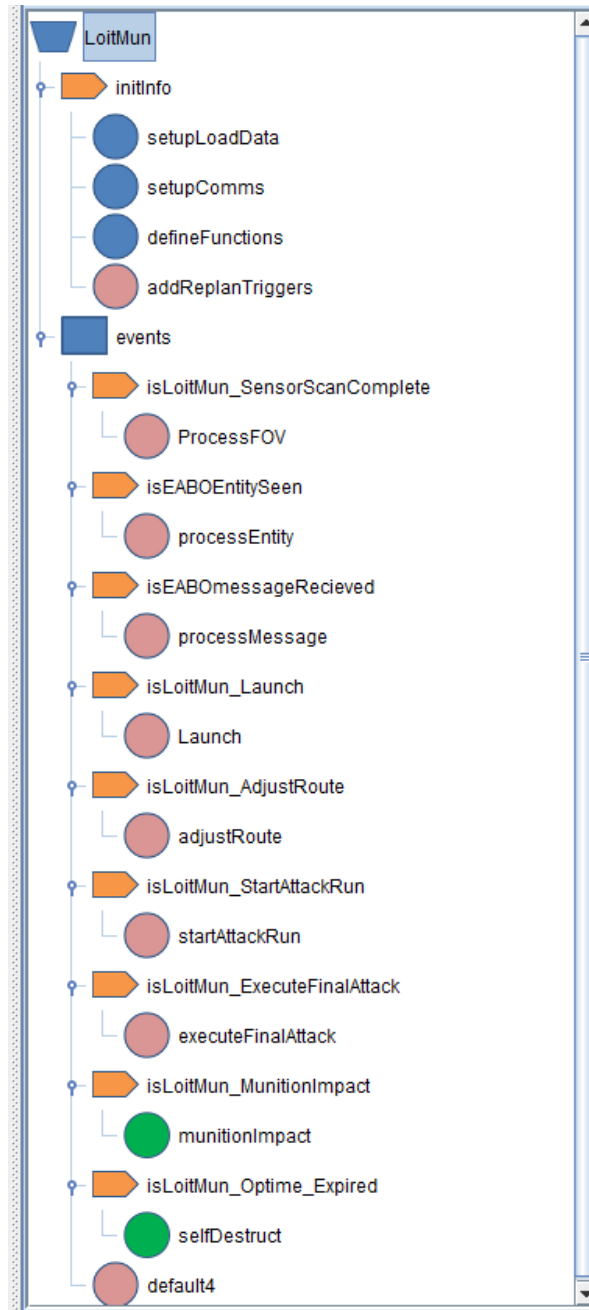 LoitMun
initInfo
setupLoadData
setupComms
defineFunctions
addReplanTriggers
events
isLoitMun_SensorScanComplete
ProcessFOV
isEABOEntitySeen
processEntity
isEABOmessageRecieved
processMessage
isLoitMun_Launch
Launch
isLoitMun_AdjustRoute
adjustRoute
isLoitMun_StartAttackRun
startAttackRun
isLoitMun_ExecuteFinalAttack
executeFinalAttack
isLoitMun_MunitionImpact
munitionImpact
isLoitMun_Optime_Expired
selfDestruct
default4